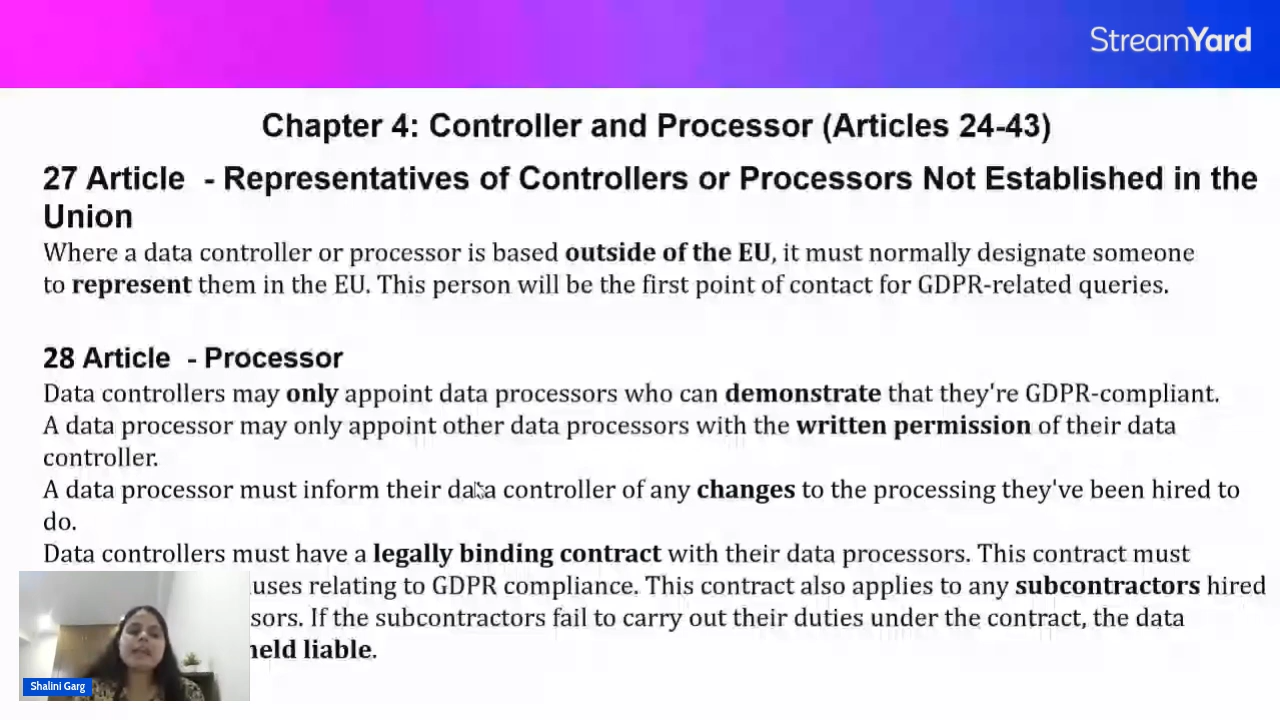 StreamYard
Chapter 4: Controller and Processor (Articles 24-43)
27 Article - Representatives of Controllers or Processors Not Established in the
Union
Where a data controller or processor is based outside of the EU, it must normally designate someone
to represent them in the EU. This person will be the first point of contact for GDPR-related queries.
28 Article - Processor
Data controllers may only appoint data processors who can demonstrate that they're GDPR-compliant.
A data processor may only appoint other data processors with the written permission of their data
controller.
A data processor must inform their data controller of any changes to the processing they've been hired to
do.
Data controllers must have a legally binding contract with their data processors. This contract must
relating to GDPR compliance. This contract also applies to any subcontractors hired
If the subcontractors fail to carry out their duties under the contract, the data
held liable.
Shalini Garg